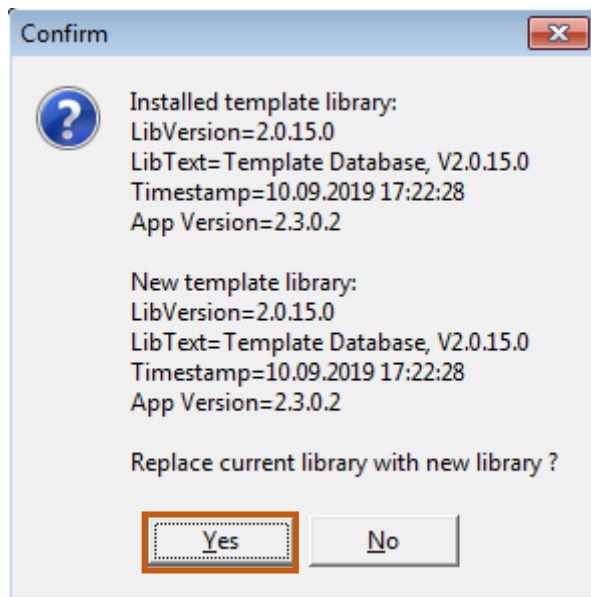 Confirm
Installed template library:
LibVersion=2.0.15.0
LibText=Template Database, V2.0.15.0
Timestamp=10.09.2019 17:22:28
App Version=2.3.0.2
New template library:
LibVersion=2.0.15.0
LibText=Template Database, V2.0.15.0
Timestamp=10.09.2019 17:22:28
App Version=2.3.0.2
Replace current library with new library ?
Yes
No